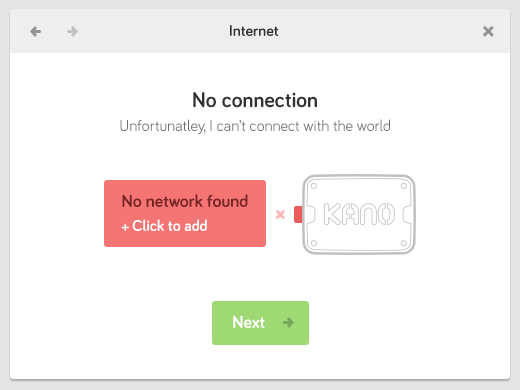 Internet
No connection
Unfortunatley, I can't connect with the world
No network found
+ Click to add
KANO
Next